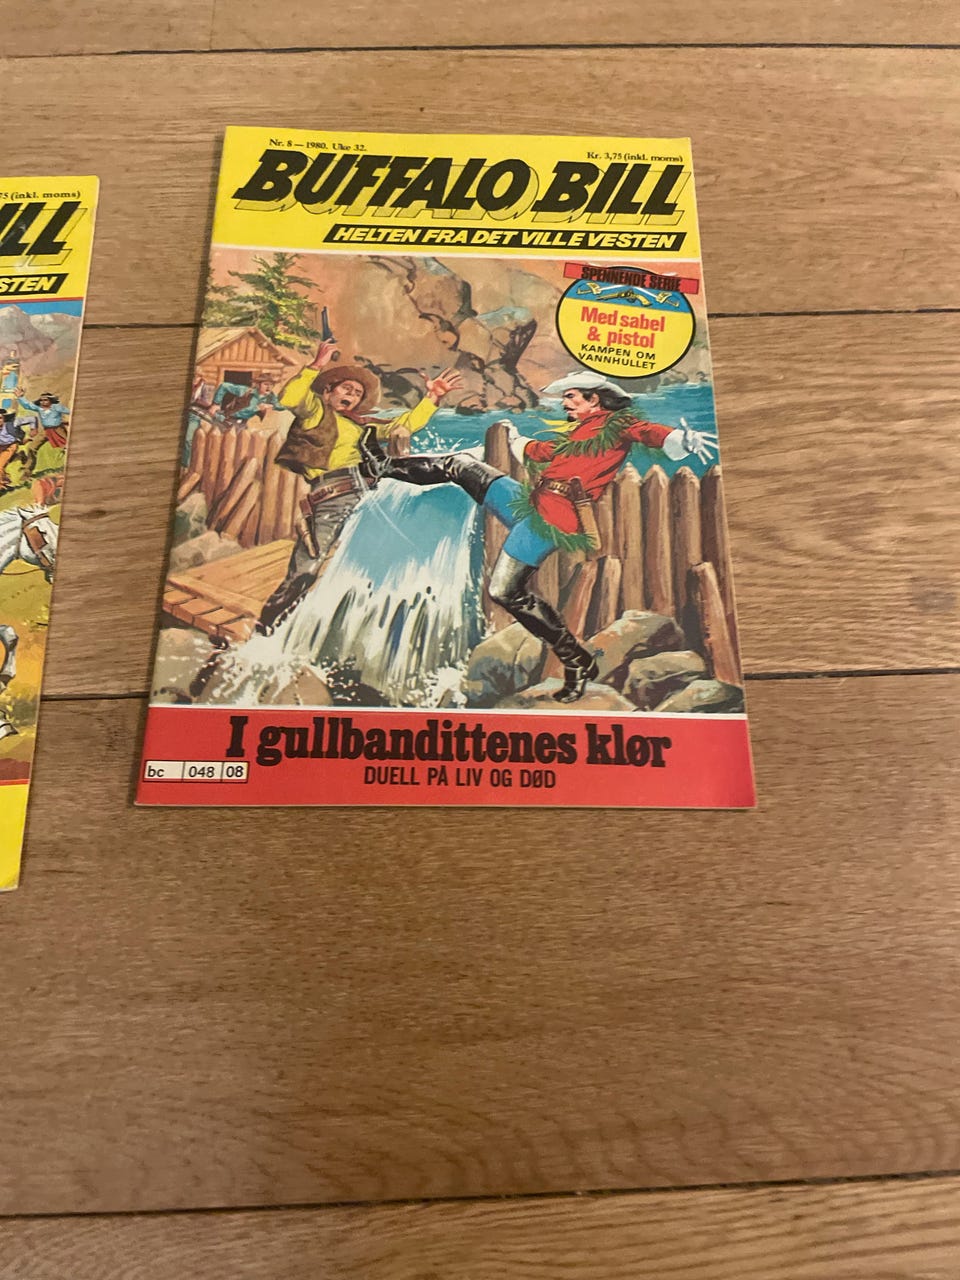 Nr. 8 — 1980. Uke 32.
Kr. 3,75 (inkl. moms)
BUFFALO BILL
HELTEN FRA DET VILLE VESTEN
SPENNENDE SERIE
Med sabel
& pistol
KAMPEN OM
VANNHULLET
I gullbandittenes klør
DUELL PÅ LIV OG DØD
bc 048 08
75 (inkl. moms)
ILL
STEN